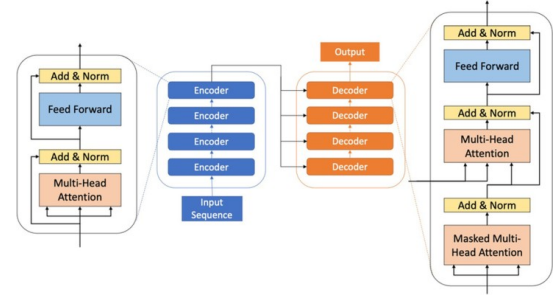 Add & Norm
Feed Forward
Add & Norm
Multi-Head
Attention
Encoder
Encoder
Encoder
Encoder
Input
Sequence
Output
Decoder
Decoder
Decoder
Decoder
Add & Norm
Feed Forward
Add & Norm
Multi-Head
Attention
Add & Norm
Masked Multi-
Head Attention